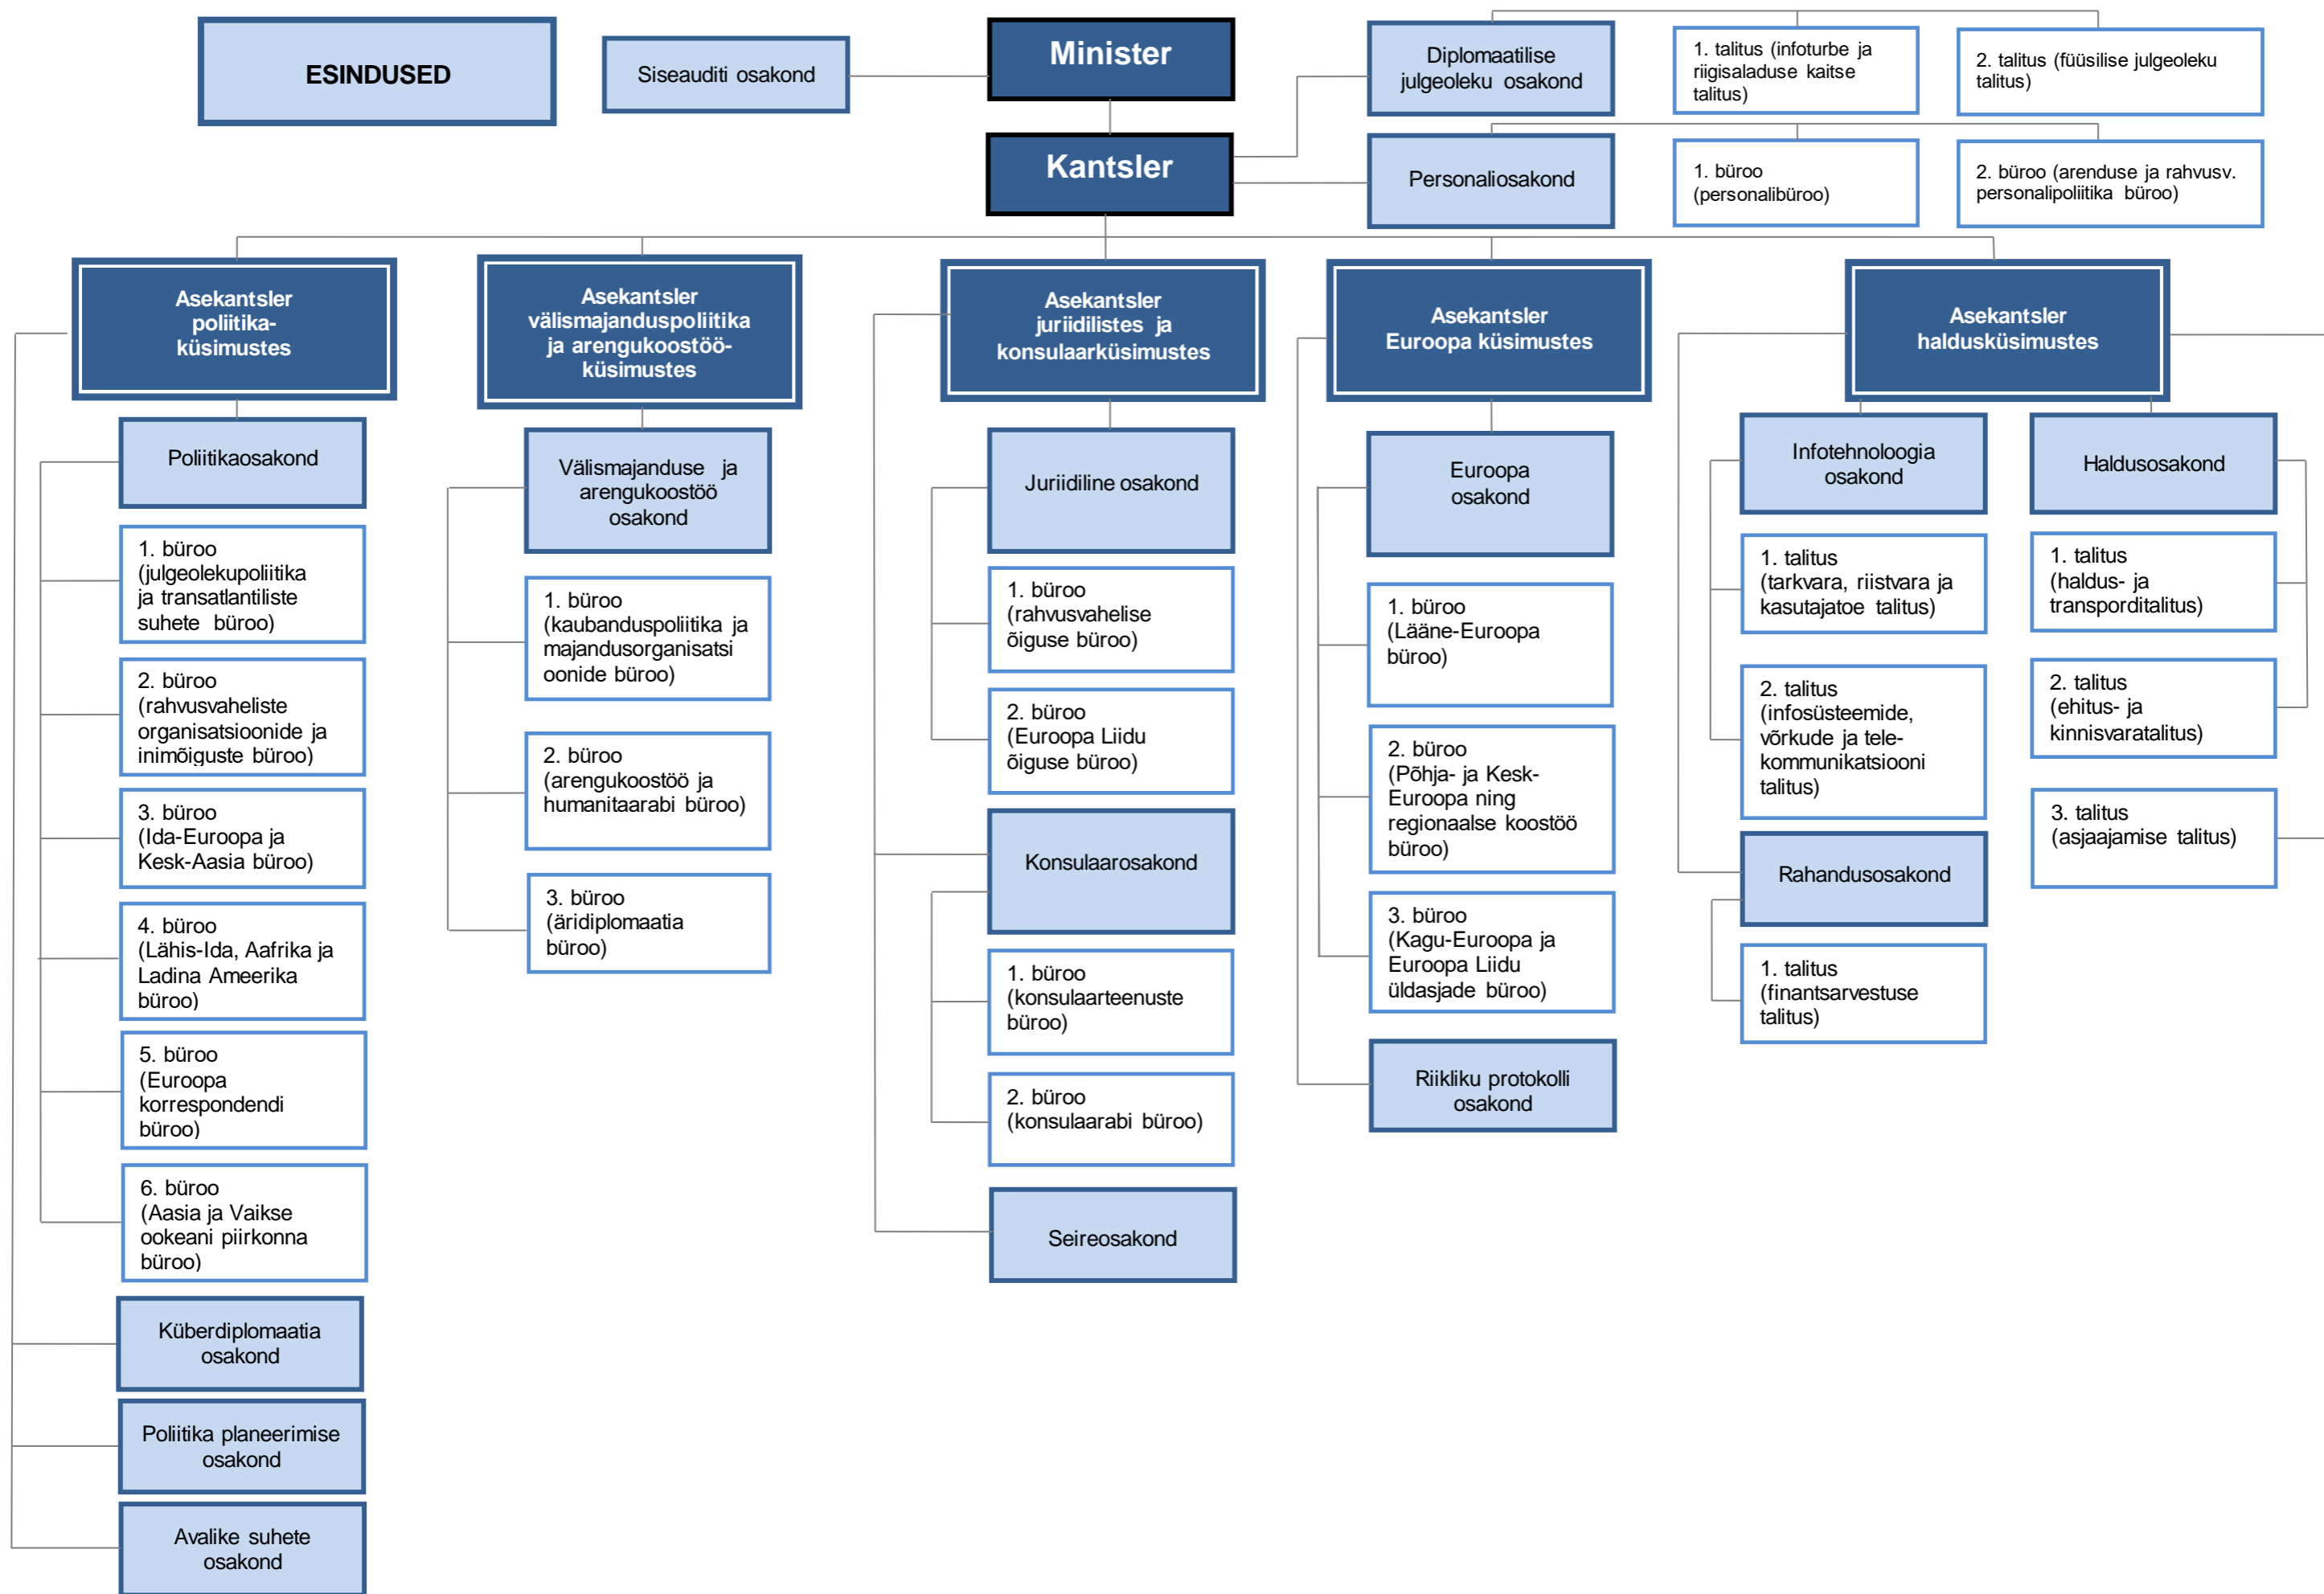 ESINDUSED
Siseauditi osakond
Minister
Kantsler
Diplomaatilise
julgeoleku osakond
1. talitus (infoturbe ja
riigisaladuse kaitse
talitus)
2. talitus (füüsilise julgeoleku
talitus)
Personaliosakond
1. büroo
(personalibüroo)
2. büroo (arenduse ja rahvusv.
personalipoliitika büroo)
Asekantsler
poliitika-
küsimustes
Poliitikaosakond
1. büroo
(julgeolekupoliitika
ja transatlantiliste
suhete büroo)
2. büroo
(rahvusvaheliste
organisatsioonide ja
inimõiguste büroo)
3. büroo
(Ida-Euroopa ja
Kesk-Aasia büroo)
4. büroo
(Lähis-Ida, Aafrika ja
Ladina Ameerika
büroo)
5. büroo
(Euroopa
korrespondendi
büroo)
6. büroo
(Aasia ja Vaikse
ookeani piirkonna
büroo)
Küberdiplomaatia
osakond
Poliitika planeerimise
osakond
Avalike suhete
osakond
Asekantsler
välismajanduspoliitika
ja arengukoostöö-
küsimustes
Välismajanduse ja
arengukoostöö
osakond
1. büroo
(kaubanduspoliitika ja
majandusorganisatsi
oonide büroo)
2. büroo
(arengukoostöö ja
humanitaarabi büroo)
3. büroo
(äridiplomaatia
büroo)
Asekantsler
juriidilistes ja
konsulaarküsimustes
Juriidiline osakond
1. büroo
(rahvusvahelise
õiguse büroo)
2. büroo
(Euroopa Liidu
õiguse büroo)
Konsulaarosakond
1. büroo
(konsulaarteenuste
büroo)
2. büroo
(konsulaarabi büroo)
Seireosakond
Asekantsler
Euroopa küsimustes
Euroopa
osakond
1. büroo
(Lääne-Euroopa
büroo)
2. büroo
(Põhja- ja Kesk-
Euroopa ning
regionaalse koostöö
büroo)
3. büroo
(Kagu-Euroopa ja
Euroopa Liidu
üldasjade büroo)
Riikliku protokolli
osakond
Asekantsler
haldusküsimustes
Infotehnoloogia
osakond
1. talitus
(tarkvara, riistvara ja
kasutajatoe talitus)
2. talitus
(infosüsteemide,
võrkude ja tele-
kommunikatsiooni
talitus)
Rahandusosakond
1. talitus
(finantsarvestuse
talitus)
Haldusosakond
1. talitus
(haldus- ja
transporditalitus)
2. talitus
(ehitus- ja
kinnisvaratalitus)
3. talitus
(asjaajamise talitus)